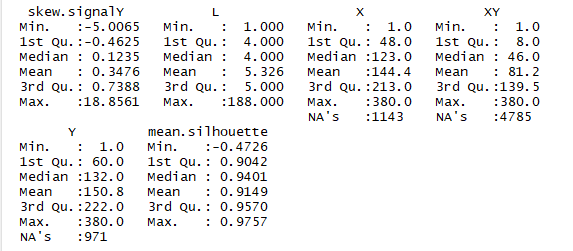 skew.signalY L X XY
Min. :-5.0065 Min. : 1.000 Min. : 1.0 Min. : 1.0
1st Qu.:-0.4625 1st Qu.: 4.000 1st Qu.: 48.0 1st Qu.: 8.0
Median : 0.1235 Median : 4.000 Median :123.0 Median : 46.0
Mean : 0.3476 Mean : 5.326 Mean :144.4 Mean : 81.2
3rd Qu.: 0.7388 3rd Qu.: 5.000 3rd Qu.:213.0 3rd Qu.:139.5
Max. :18.8561 Max. :188.000 Max. :380.0 Max. :380.0
NA's :1143 NA's :4785
Y mean.silhouette
Min. : 1.0 Min. :-0.4726
1st Qu.: 60.0 1st Qu.: 0.9042
Median :132.0 Median : 0.9401
Mean :150.8 Mean : 0.9149
3rd Qu.:222.0 3rd Qu.: 0.9570
Max. :380.0 Max. : 0.9757
NA's :971